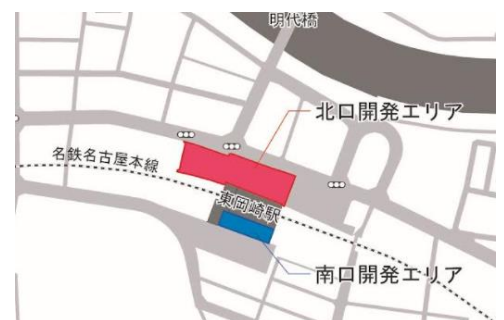 明代橋
北口開発エリア
名鉄名古屋本線
東岡崎駅
南口開発エリア